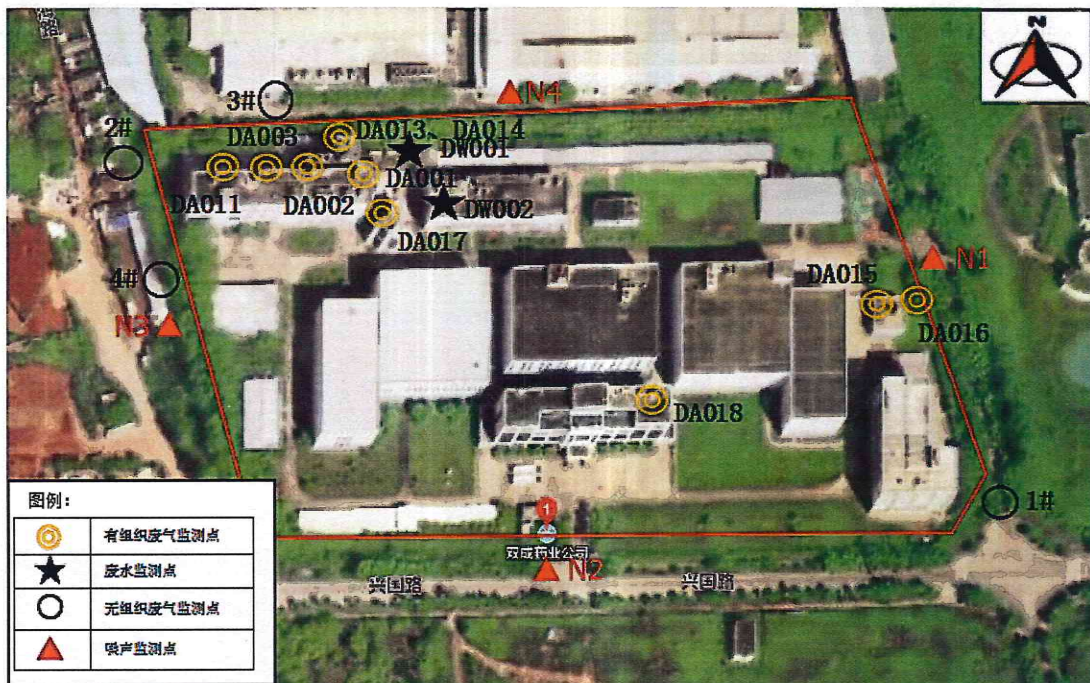 N
3#
N4
2#
DA003
DA013、DA014
DW001
DA011
DA002
DA001
DW002
DA017
4#
N3
DA015
N1
DA016
DA018
1#
1
双成药业公司
N2
兴国路
兴国路
图例：
有组织废气监测点
废水监测点
无组织废气监测点
噪声监测点